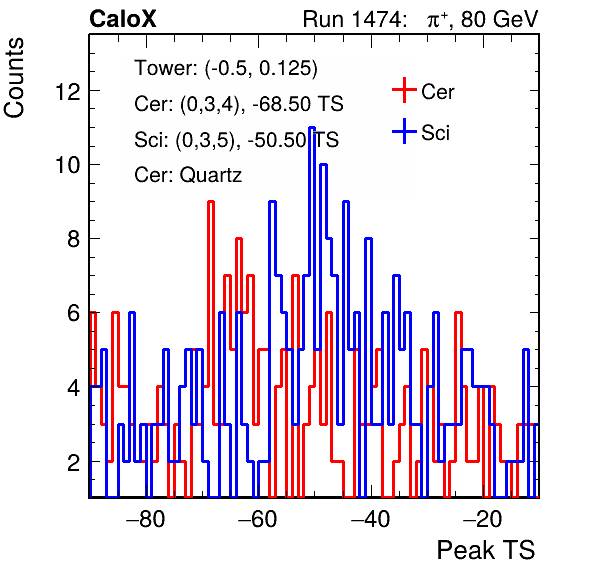 CaloX Run 1474: π⁺, 80 GeV
Counts
Tower: (-0.5, 0.125)
Cer: (0,3,4), -68.50 TS
Sci: (0,3,5), -50.50 TS
Cer: Quartz
Cer
Sci
12
10
8
6
4
2
−80 −60 −40 −20
Peak TS